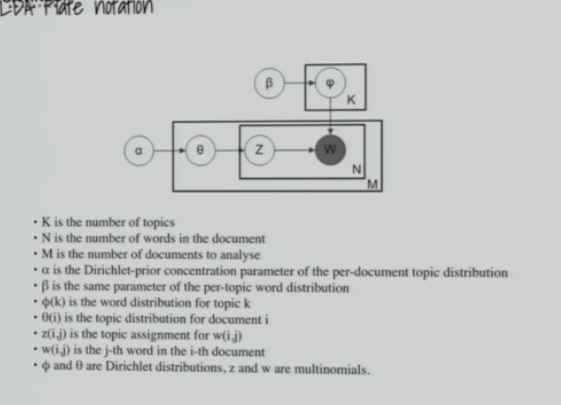 LDA Plate notation
β
φ
K
α
θ
Z
W
N
M
• K is the number of topics
• N is the number of words in the document
• M is the number of documents to analyse
• α is the Dirichlet-prior concentration parameter of the per-document topic distribution
• β is the same parameter of the per-topic word distribution
• φ(k) is the word distribution for topic k
• θ(i) is the topic distribution for document i
• z(i,j) is the topic assignment for w(i,j)
• w(i,j) is the j-th word in the i-th document
• φ and θ are Dirichlet distributions, z and w are multinomials.